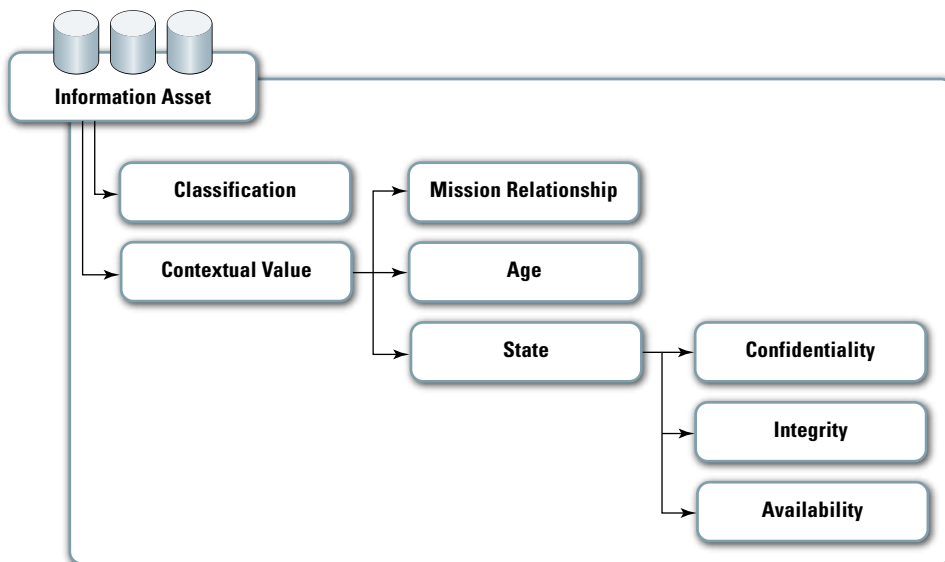 Information Asset
Classification
Mission Relationship
Contextual Value
Age
State
Confidentiality
Integrity
Availability